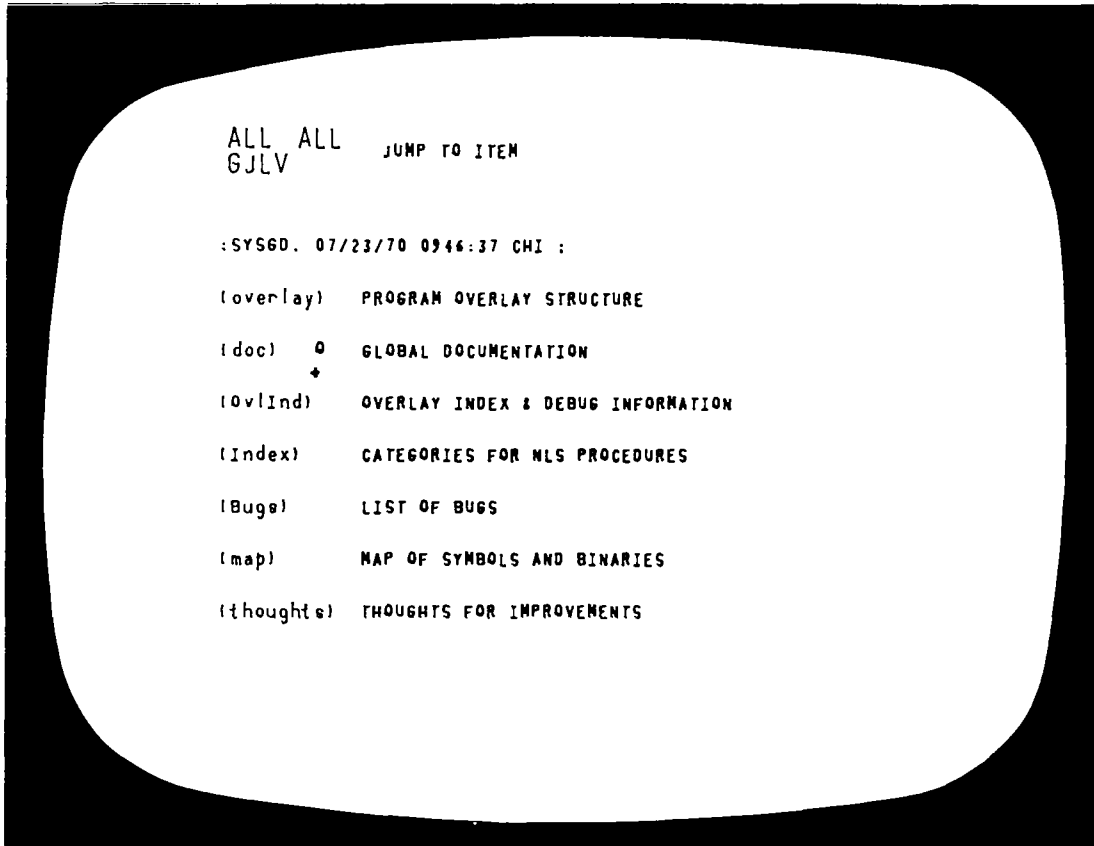 ALL ALL
GJLV
JUMP TO ITEM
:SYSGD. 07/23/70 0946:37 CHI ;
(overlay) PROGRAM OVERLAY STRUCTURE
(doc) GLOBAL DOCUMENTATION
(OvlInd) OVERLAY INDEX & DEBUG INFORMATION
(Index) CATEGORIES FOR NLS PROCEDURES
(Bugs) LIST OF BUGS
(map) MAP OF SYMBOLS AND BINARIES
(thoughts) THOUGHTS FOR IMPROVEMENTS